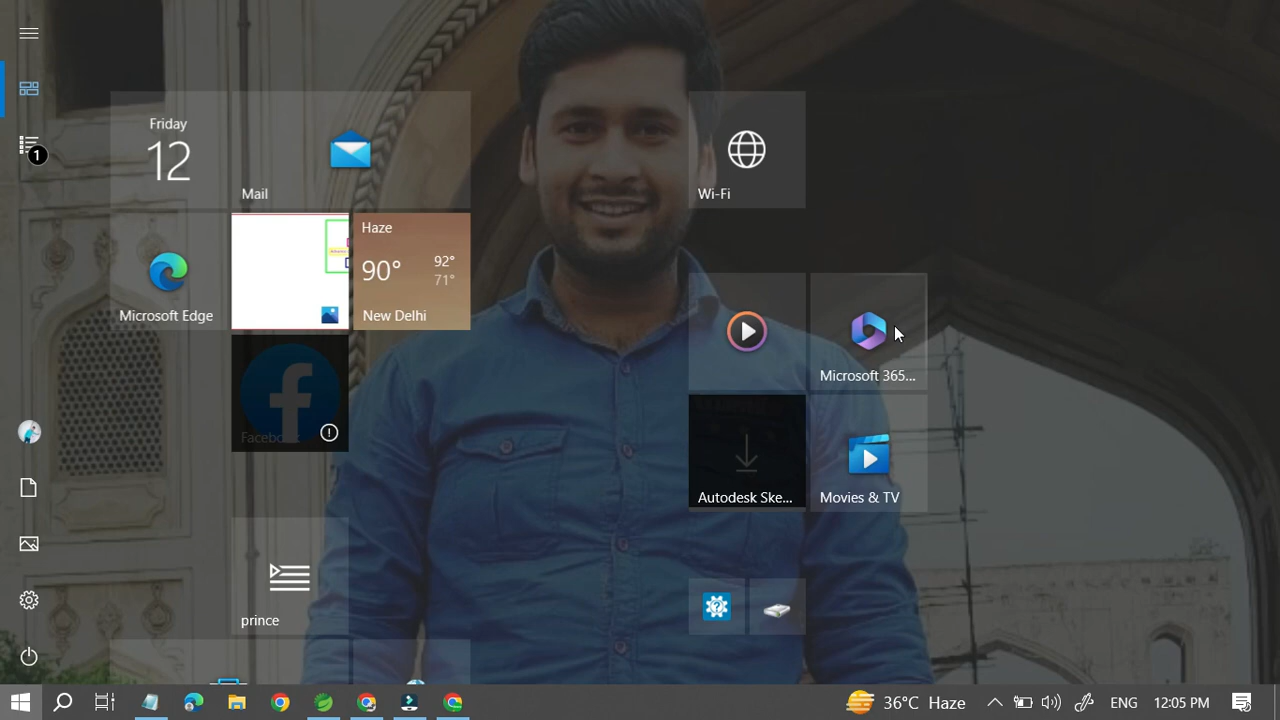 Friday
12
Mail
Wi-Fi
1
Haze
90°
92°
71°
New Delhi
Microsoft Edge
Microsoft 365...
Autodesk Ske...
Movies & TV
prince
36°C Haze
ENG
12:05 PM